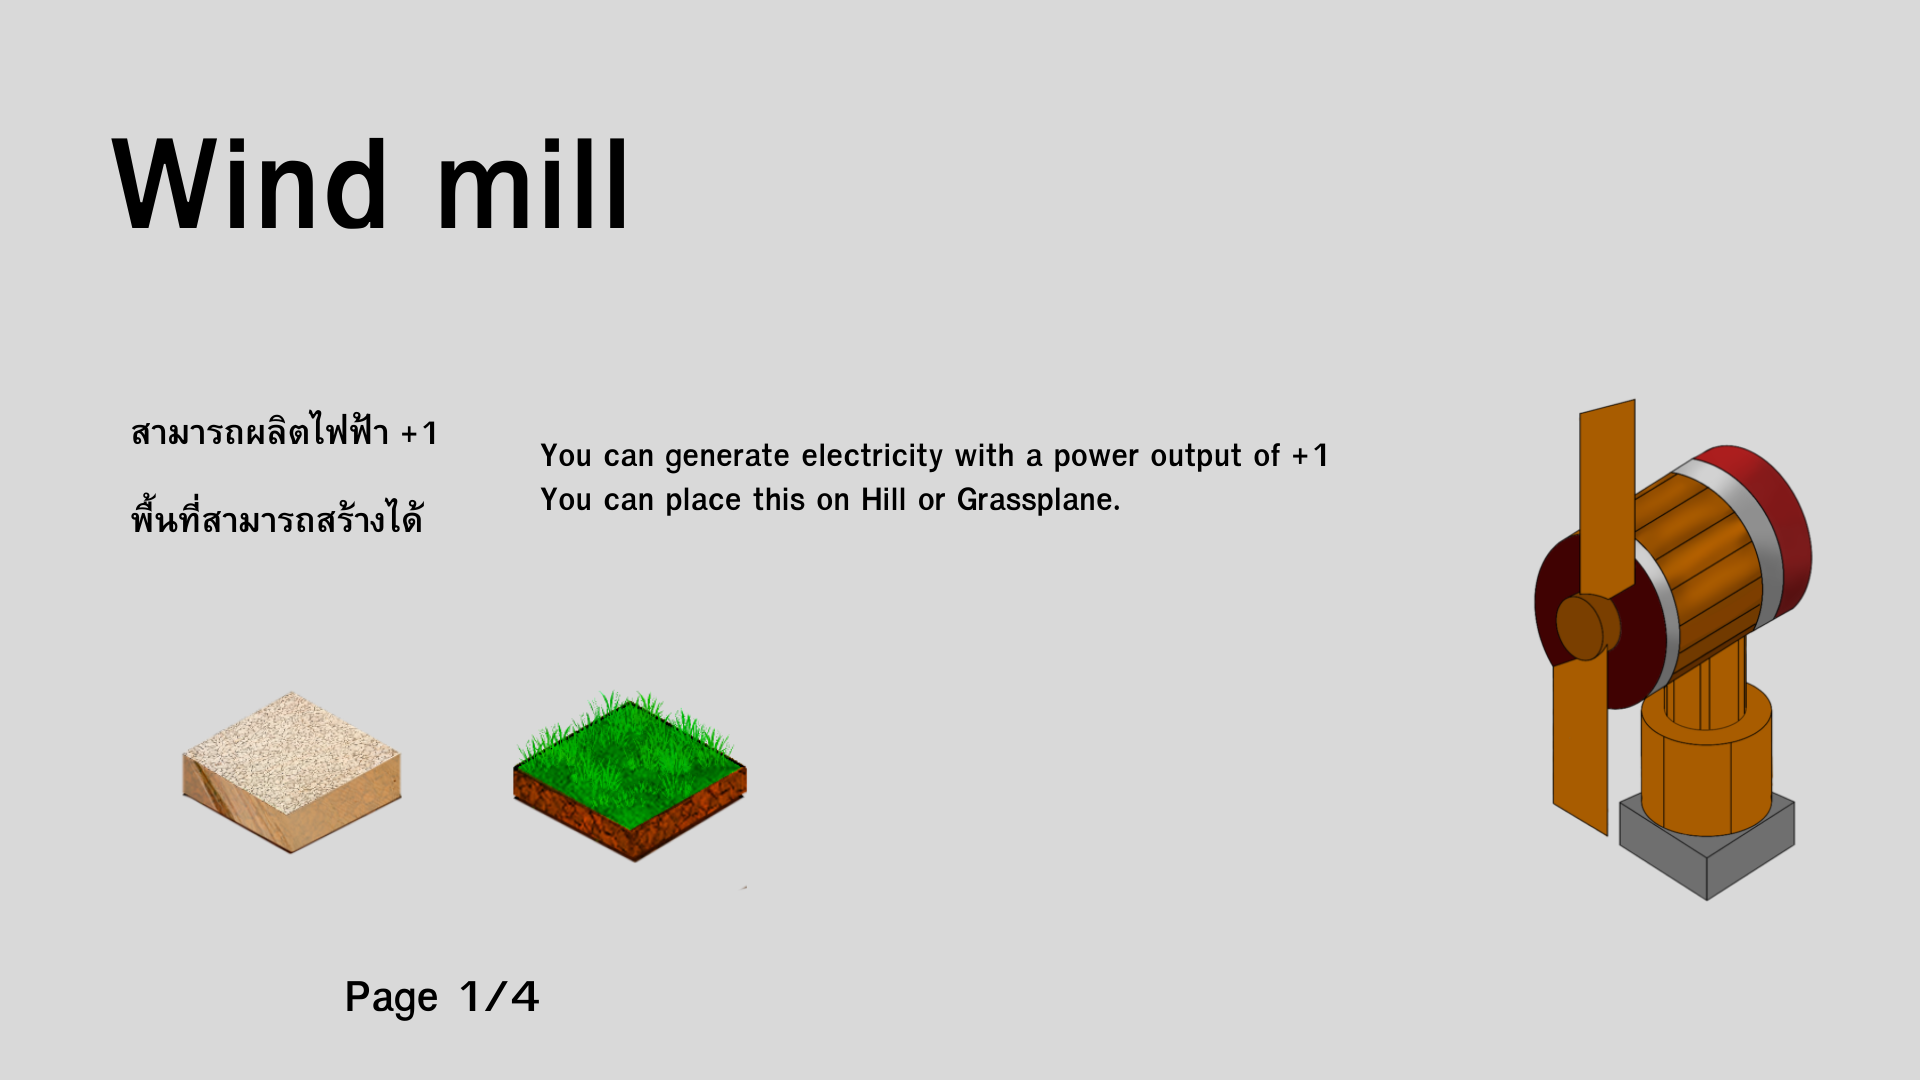 Wind mill
สามารถผลิตไฟฟ้า +1
พื้นที่สามารถสร้างได้
You can generate electricity with a power output of +1
You can place this on Hill or Grassplane.
Page 1/4